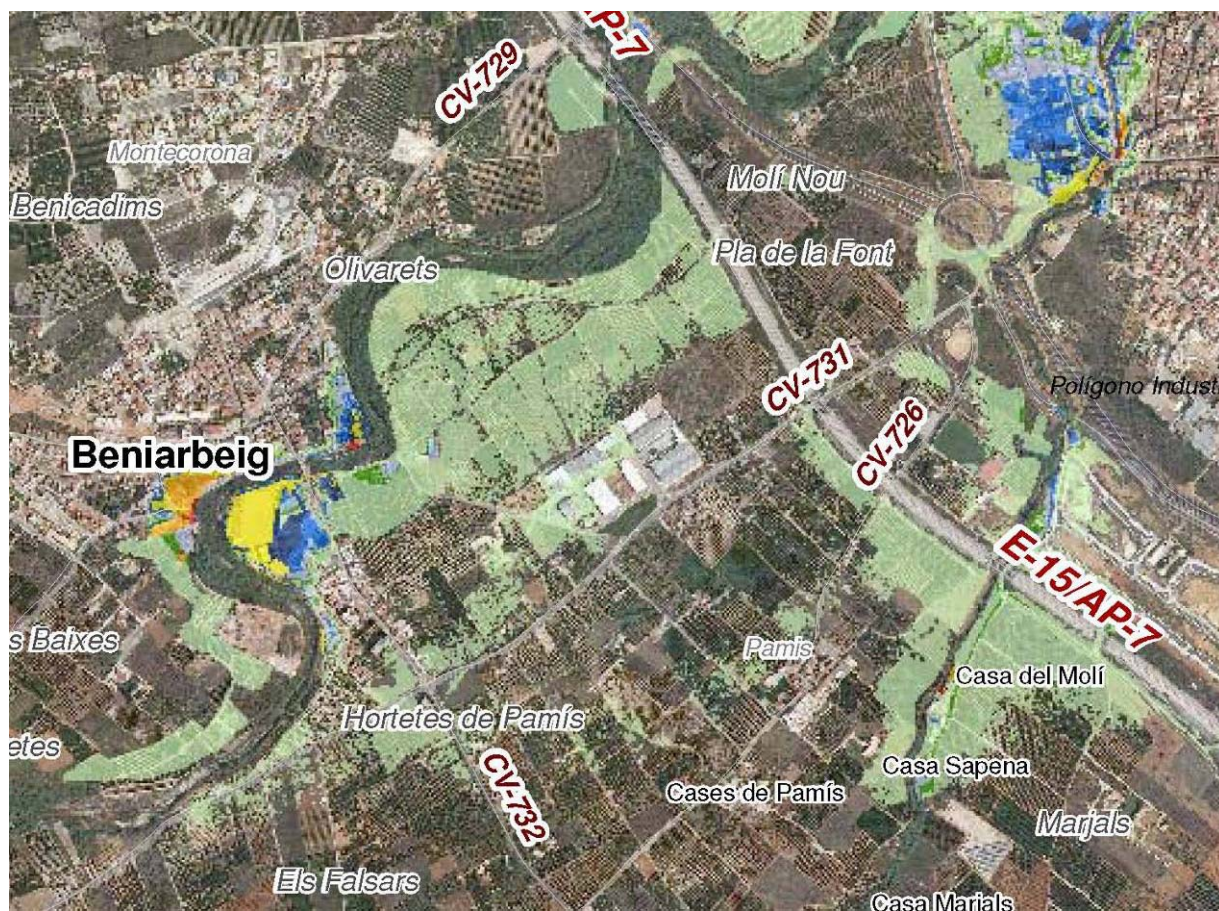 AP-7
CV-729
Montecorona
Benicadims
Molí Nou
Olivarets
Pla de la Font
CV-731
Polígono Indust
CV-726
Beniarbeig
E-15/AP-7
s Baixes
Pamis
Casa del Molí
Hortetes de Pamís
etes
Casa Sapena
CV-732
Cases de Pamís
Marjals
Els Falsars
Casa Marjals